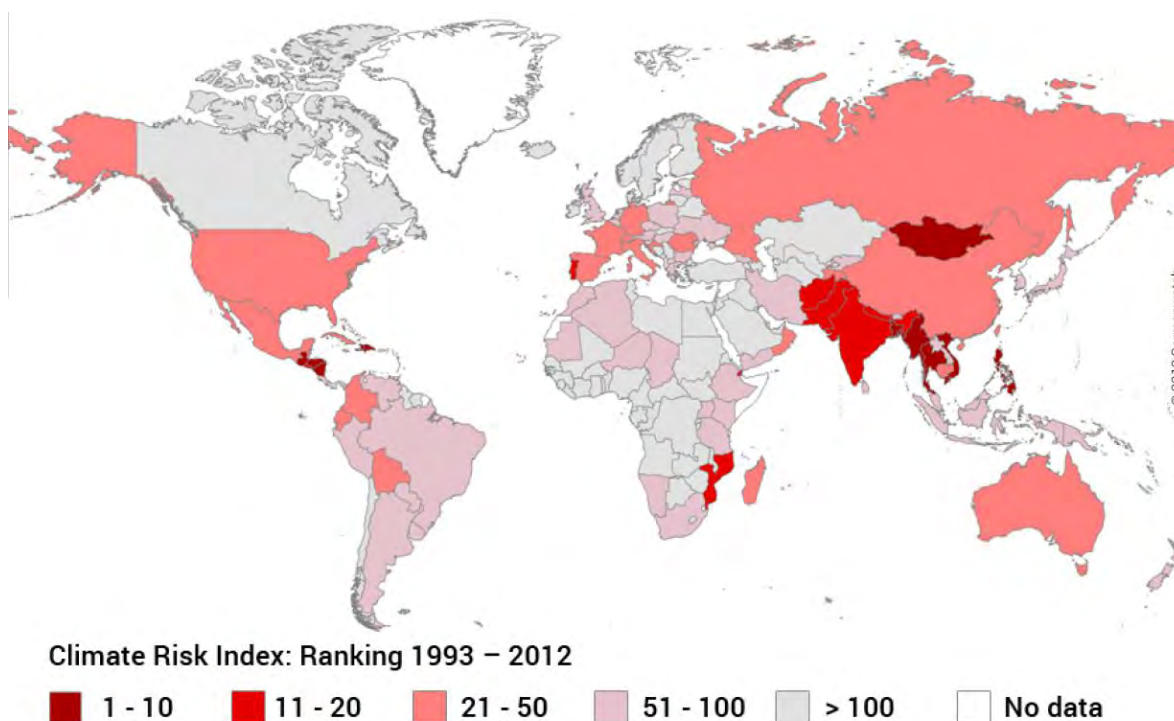 Climate Risk Index: Ranking 1993 – 2012
1 - 10 11 - 20 21 - 50 51 - 100 > 100 No data